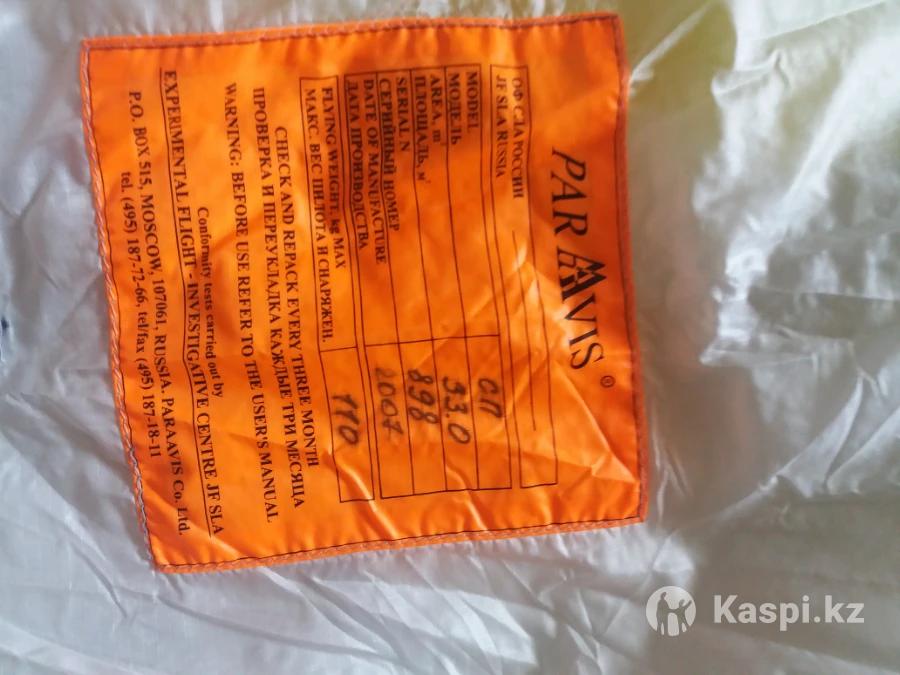 PARAAVIS ®
ОФ СЛА РОССИИ
JF SLA RUSSIA
MODEL
МОДЕЛЬ СП
AREA, m²
ПЛОЩАДЬ, м² 33.0
SERIAL N
СЕРИЙНЫЙ НОМЕР 898
DATE OF MANUFACTURE
ДАТА ПРОИЗВОДСТВА 2007
FLYING WEIGHT, kg MAX
МАКС. ВЕС ПИЛОТА И СНАРЯЖЕН. 110
CHECK AND REPACK EVERY THREE MONTH
ПРОВЕРКА И ПЕРЕУКЛАДКА КАЖДЫЕ ТРИ МЕСЯЦА
WARNING: BEFORE USE REFER TO THE USER'S MANUAL
Conformity tests carried out by
EXPERIMENTAL FLIGHT - INVESTIGATIVE CENTRE JF SLA
P.O. BOX 515, MOSCOW, 107061, RUSSIA. PARAAVIS Co. Ltd.
tel. (495) 187-72-66, tel/fax (495) 187-18-11
Kaspi.kz